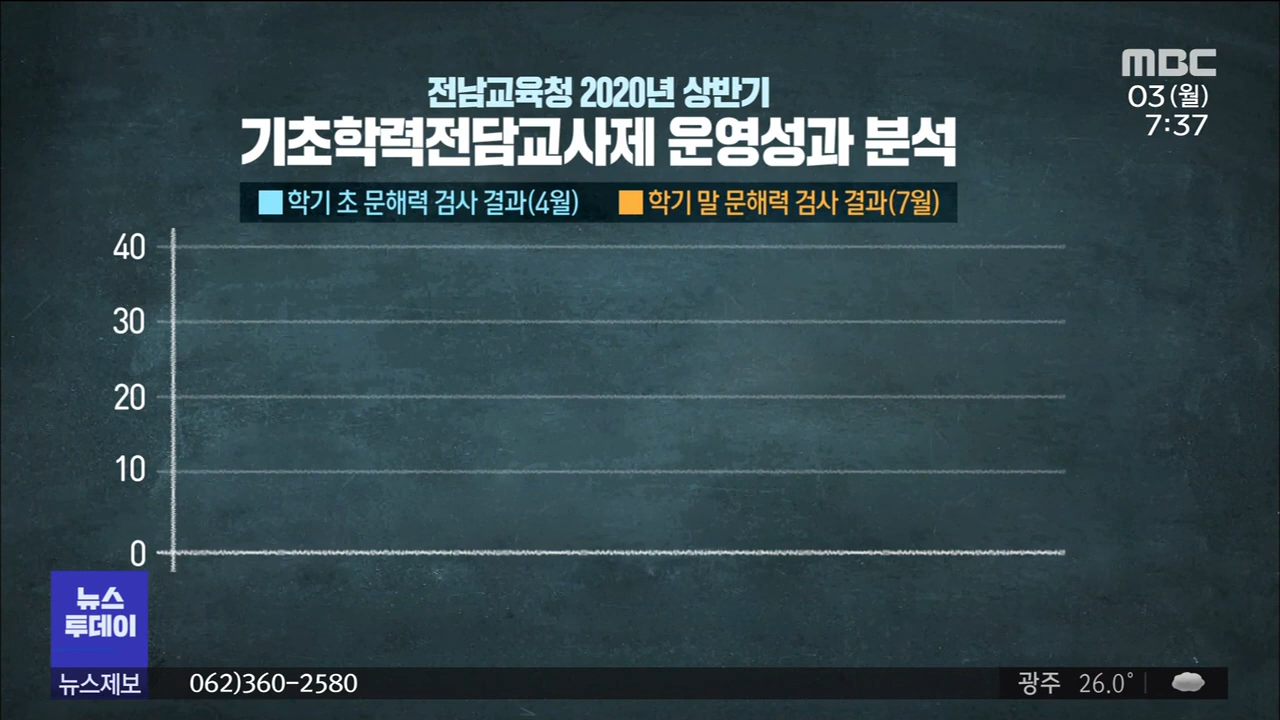 MBC
03(월)
7:37
전남교육청 2020년 상반기
기초학력전담교사제 운영성과 분석
학기 초 문해력 검사 결과(4월) 학기 말 문해력 검사 결과(7월)
40
30
20
10
0
뉴스
투데이
뉴스제보 062)360-2580 광주 26.0°